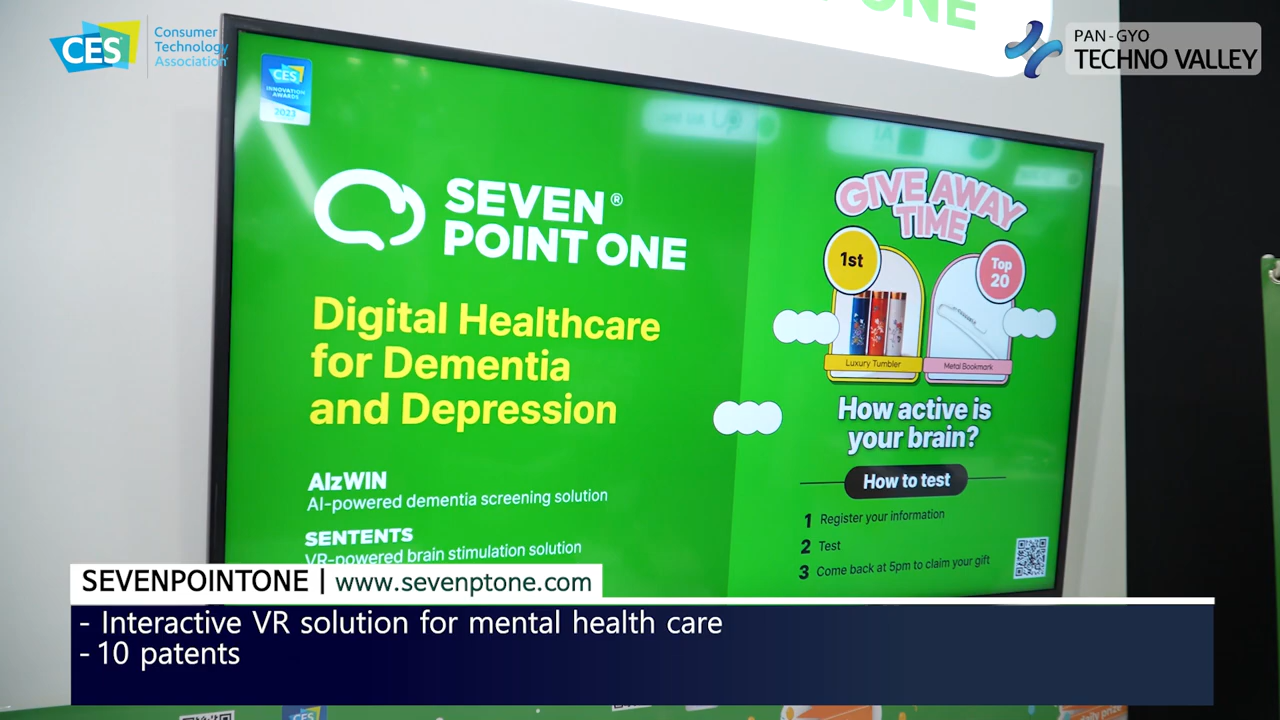 CES
Consumer
Technology
Association
PAN-GYO
TECHNO VALLEY
ONE
CES
INNOVATION
AWARDS
2023
SEVEN®
POINT ONE
Digital Healthcare
for Dementia
and Depression
AIzWIN
AI-powered dementia screening solution
SENTENTS
VR-powered brain stimulation solution
GIVE AWAY
TIME
1st
Top
20
Luxury Tumbler
Metal Bookmark
How active is
your brain?
How to test
1 Register your information
2 Test
3 Come back at 5pm to claim your gift
SEVENPOINTONE | www.sevenptone.com
- Interactive VR solution for mental health care
- 10 patents
CES